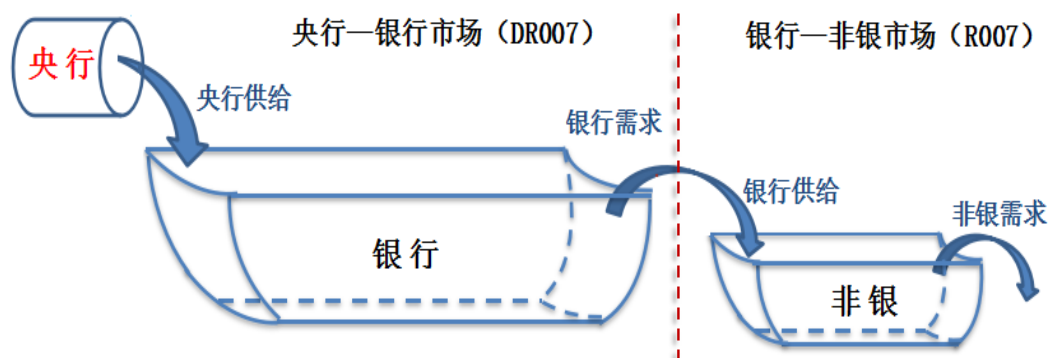 央行—银行市场（DR007）
银行—非银市场（R007）
央行
央行供给
银行需求
银行供给
非银需求
银行
非银